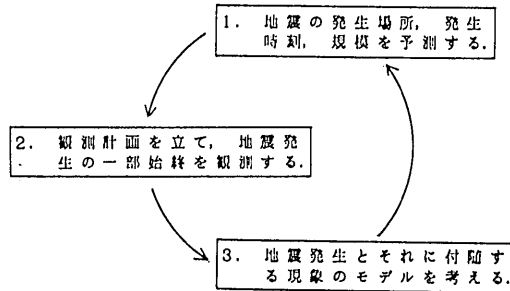 1. 地震の発生場所, 発生
時刻, 規模を予測する.
2. 観測計画を立て, 地震発
生の一部始終を観測する.
3. 地震発生とそれに付随す
る現象のモデルを考える.